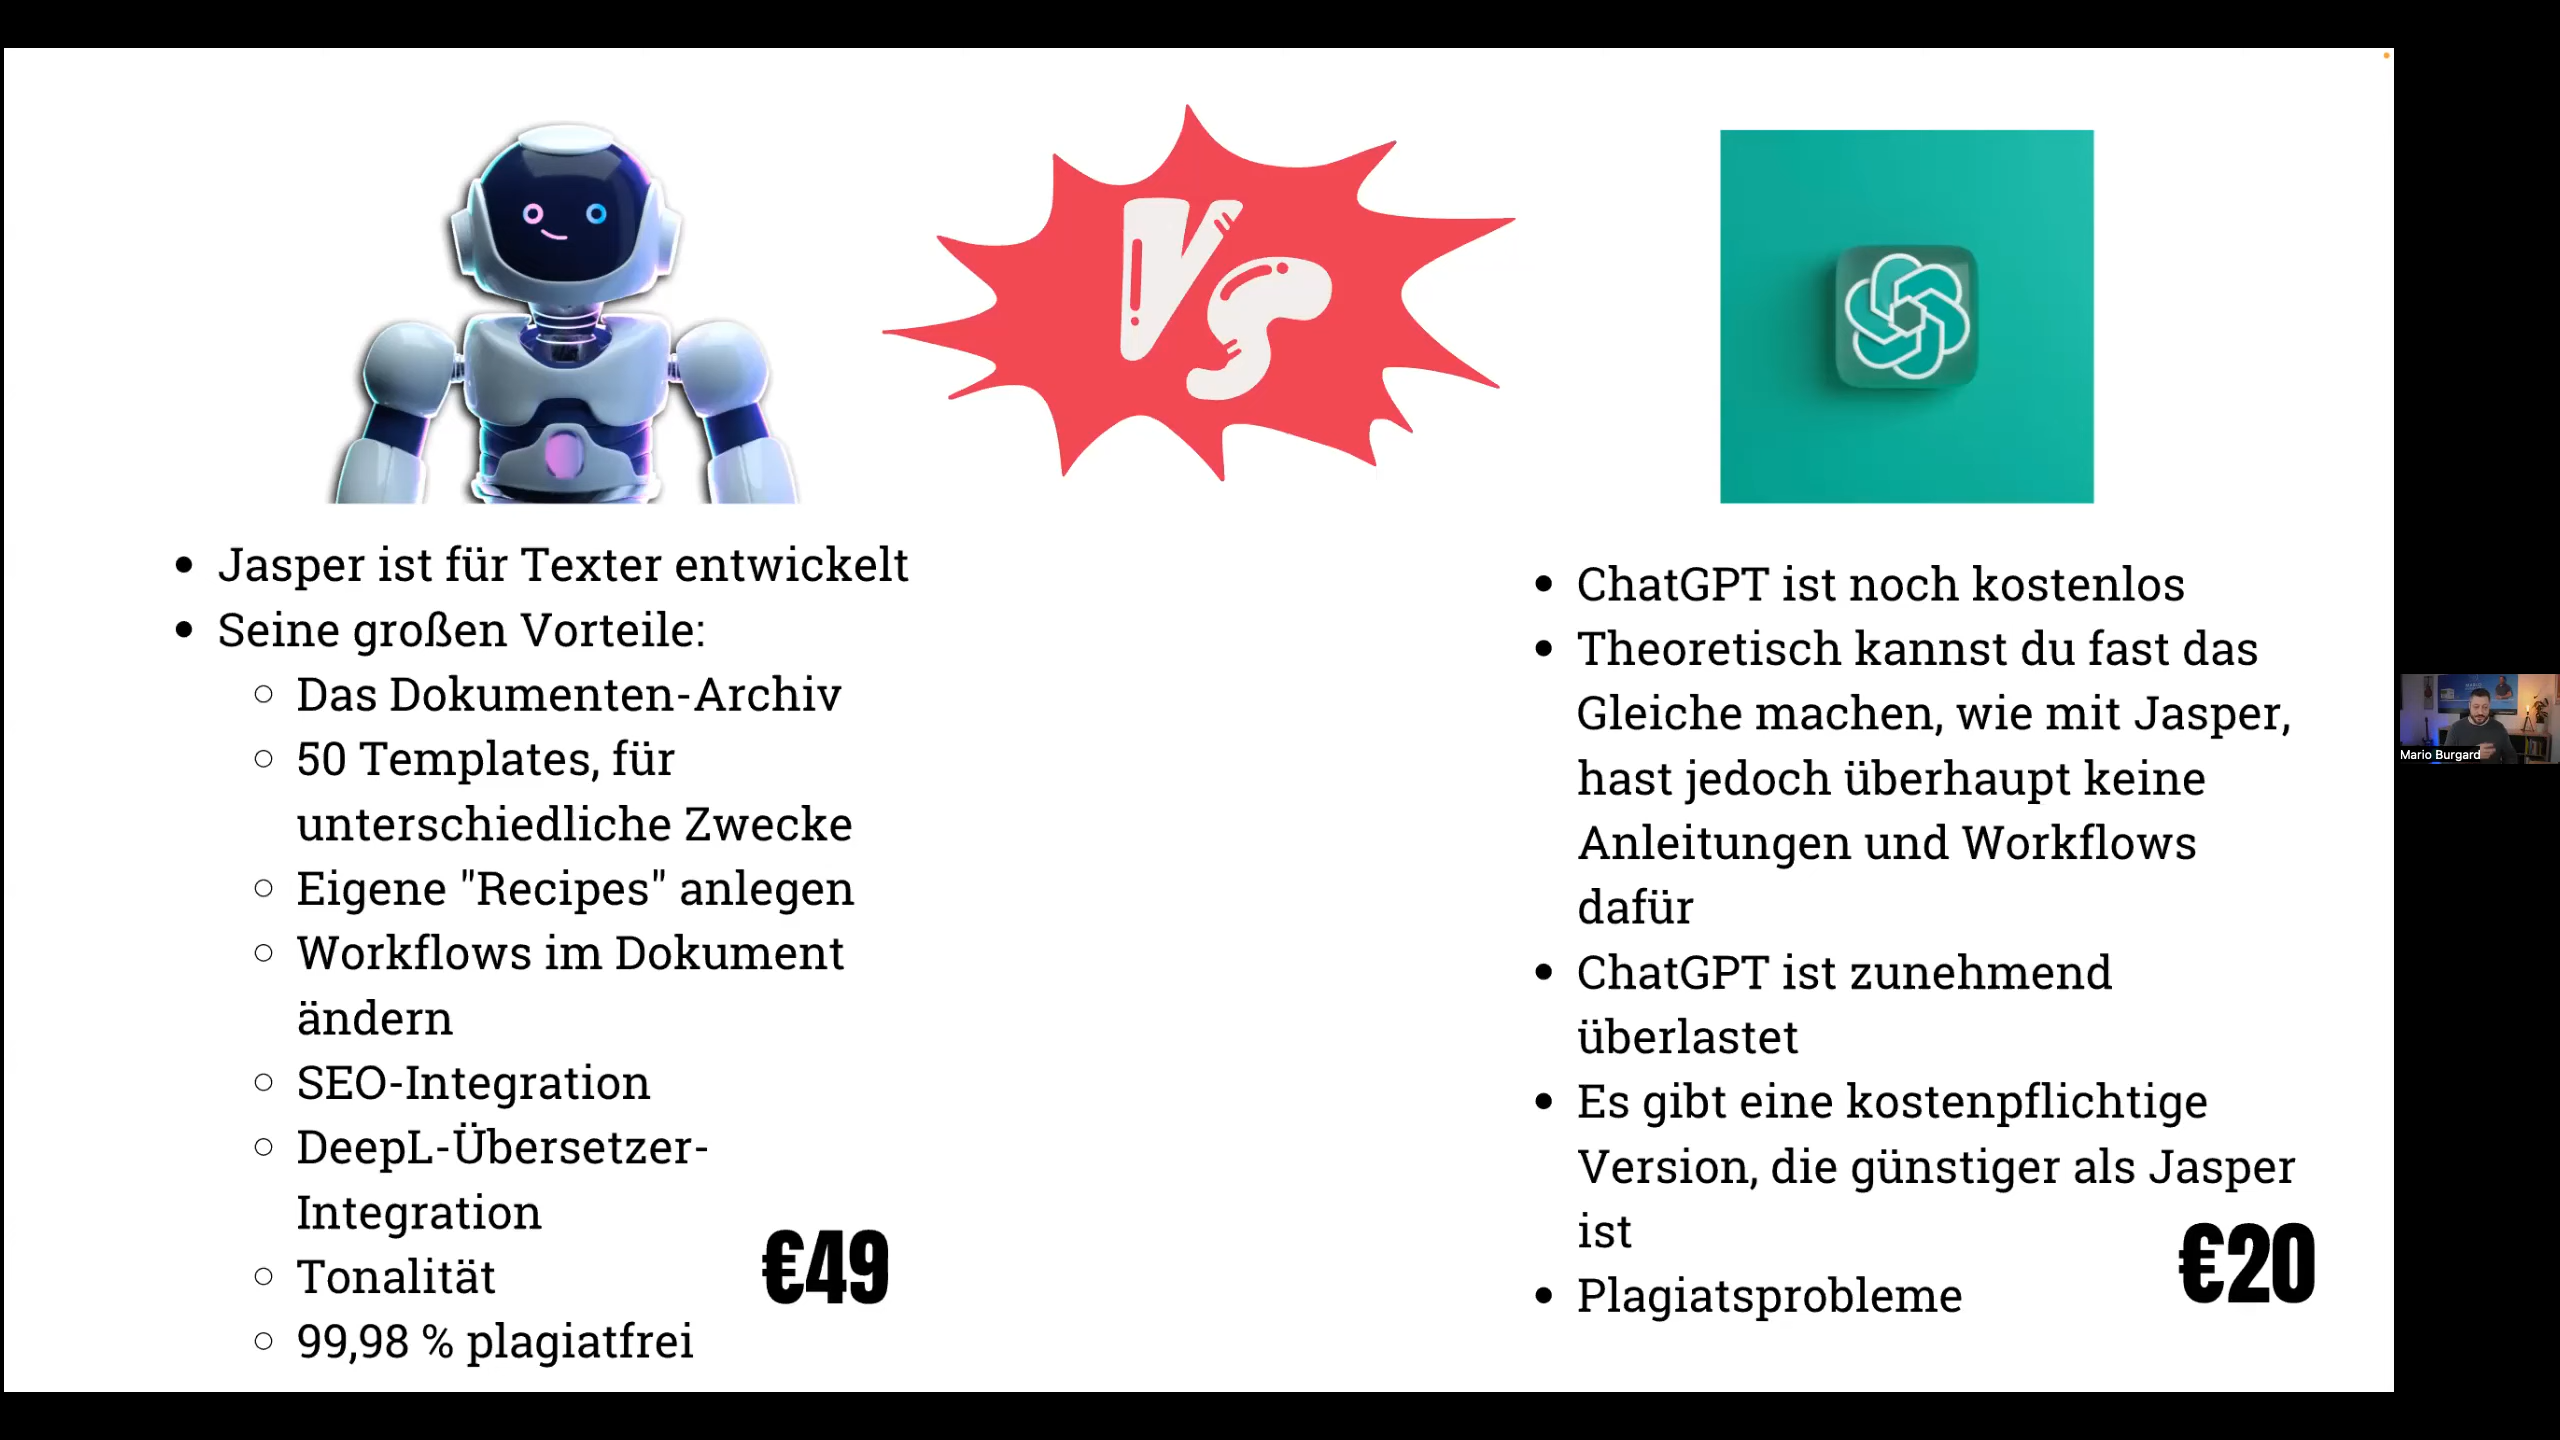 Vs
Jasper ist für Texter entwickelt
Seine großen Vorteile:
Das Dokumenten-Archiv
50 Templates, für
unterschiedliche Zwecke
Eigene "Recipes" anlegen
Workflows im Dokument
ändern
SEO-Integration
DeepL-Übersetzer-
Integration
Tonalität
99,98 % plagiatfrei
€49
ChatGPT ist noch kostenlos
Theoretisch kannst du fast das
Gleiche machen, wie mit Jasper,
hast jedoch überhaupt keine
Anleitungen und Workflows
dafür
ChatGPT ist zunehmend
überlastet
Es gibt eine kostenpflichtige
Version, die günstiger als Jasper
ist
Plagiatsprobleme
€20
Mario Burgard